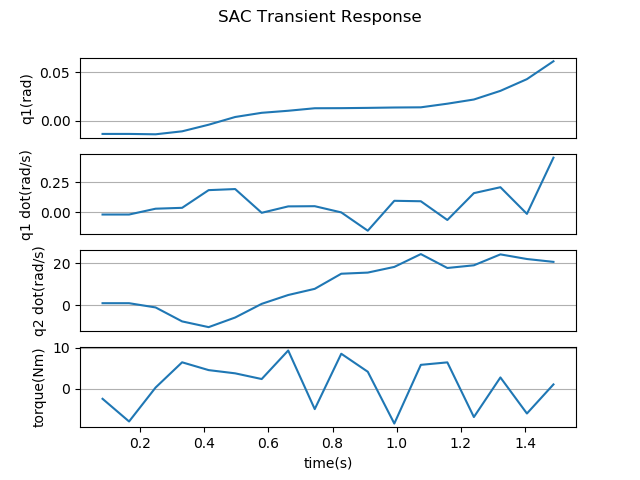 SAC Transient Response
0.05
0.00
q1(rad)
0.25
0.00
q1 dot(rad/s)
20
0
q2 dot(rad/s)
10
0
torque(Nm)
0.2 0.4 0.6 0.8 1.0 1.2 1.4
time(s)